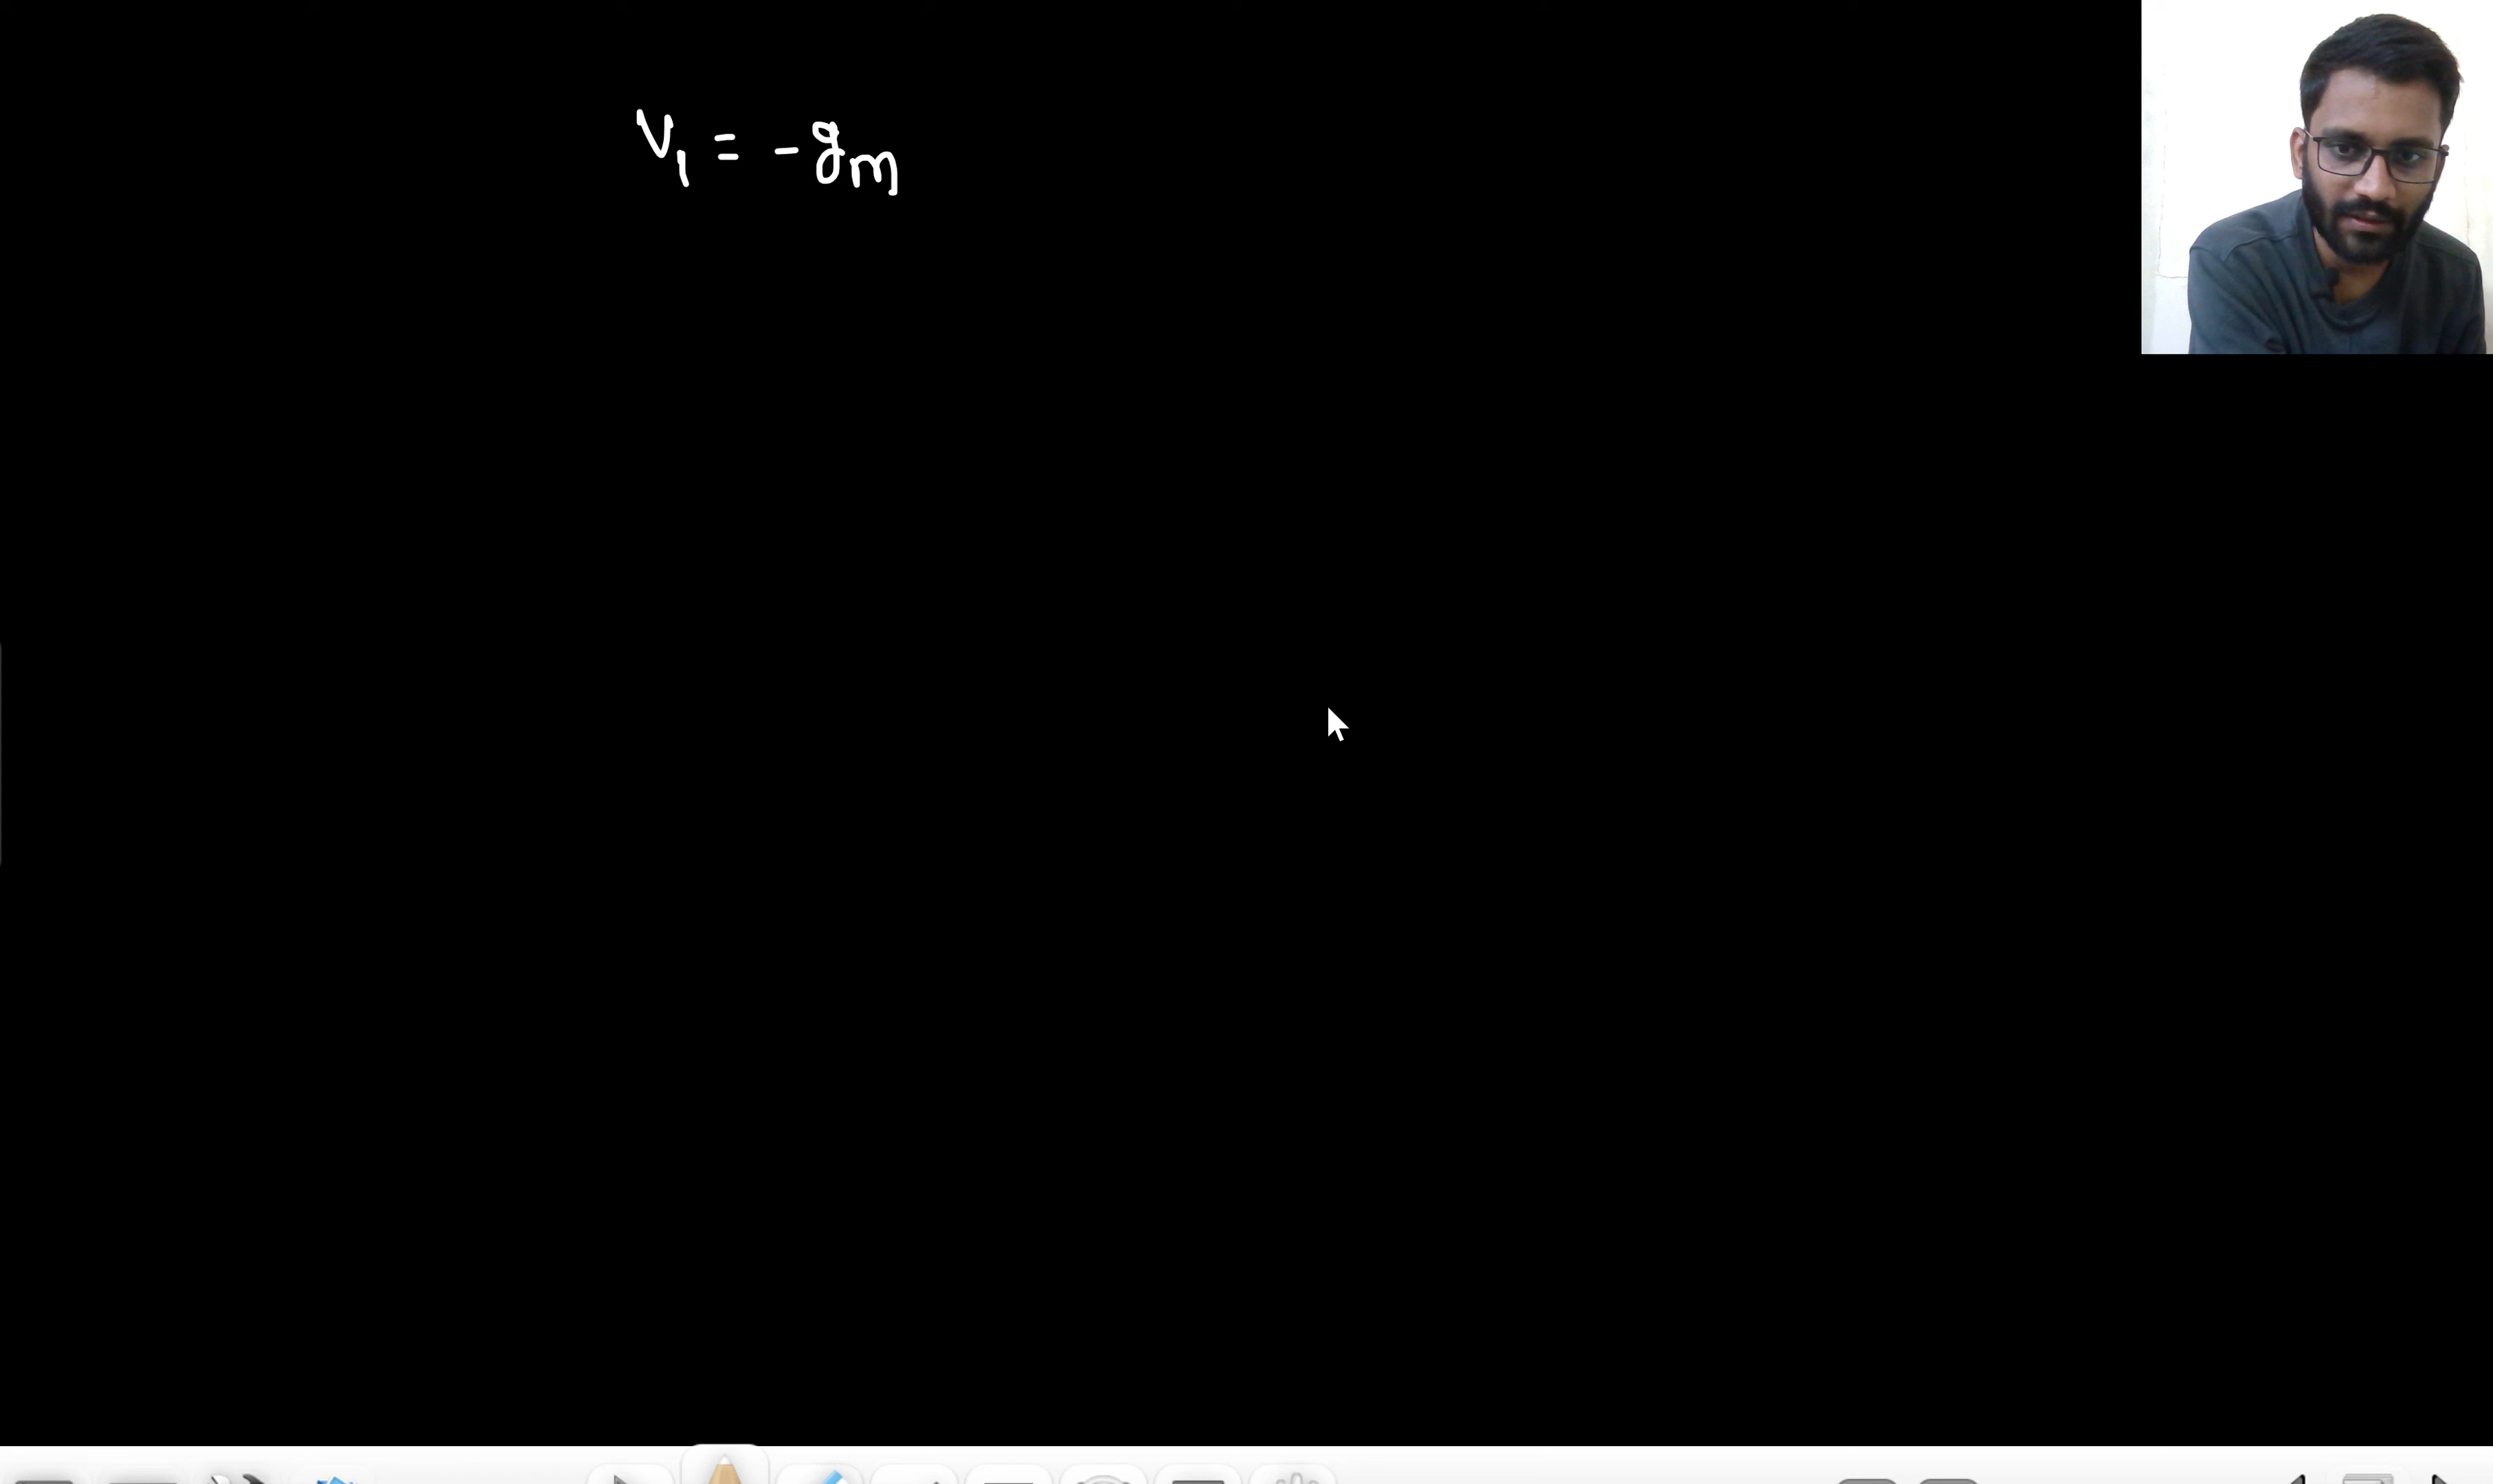 V₁ = - gₘ